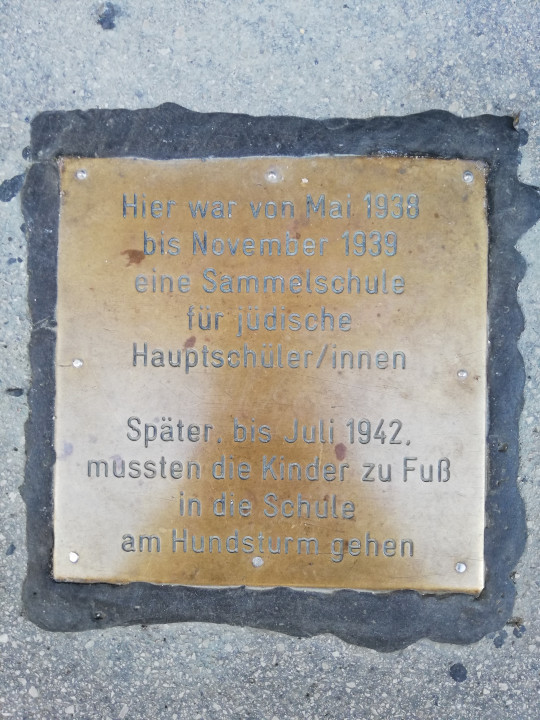 Hier war von Mai 1938
bis November 1939
eine Sammelschule
für jüdische
Hauptschüler/innen
Später, bis Juli 1942,
mussten die Kinder zu Fuß
in die Schule
am Hundsturm gehen